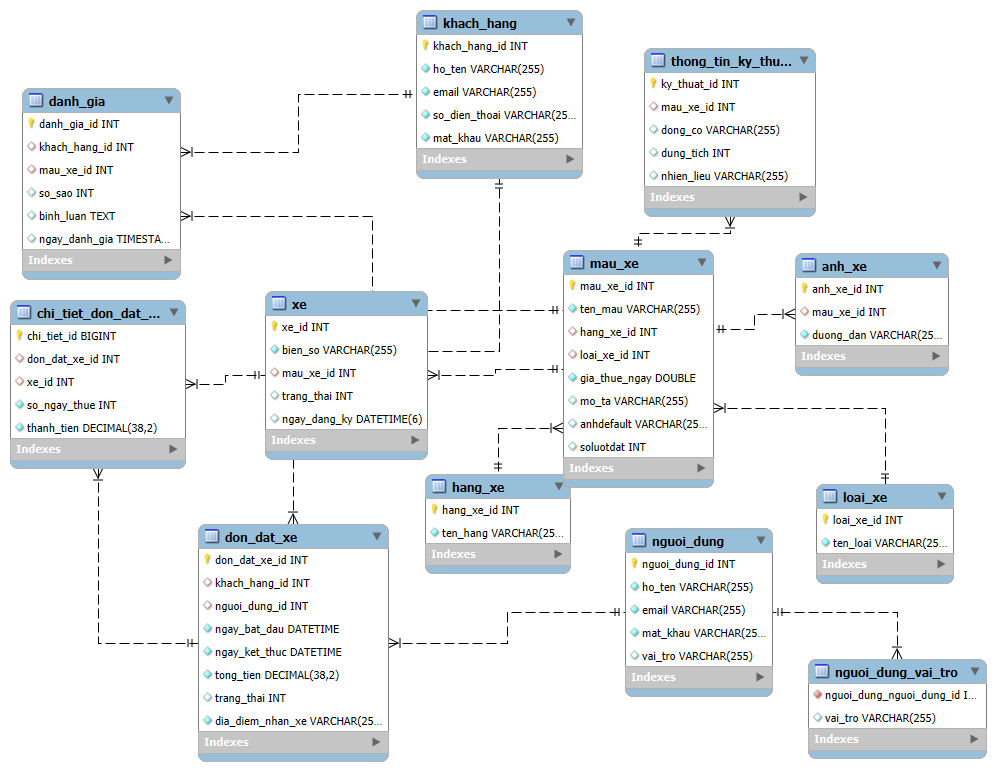 khach_hang
khach_hang_id INT
ho_ten VARCHAR(255)
email VARCHAR(255)
so_dien_thoai VARCHAR(25...
mat_khau VARCHAR(255)
Indexes
thong_tin_ky_thu...
ky_thuat_id INT
mau_xe_id INT
dong_co VARCHAR(255)
dung_tich INT
nhien_lieu VARCHAR(255)
Indexes
danh_gia
danh_gia_id INT
khach_hang_id INT
mau_xe_id INT
so_sao INT
binh_luan TEXT
ngay_danh_gia TIMESTA...
Indexes
mau_xe
mau_xe_id INT
ten_mau VARCHAR(255)
hang_xe_id INT
loai_xe_id INT
gia_thue_ngay DOUBLE
mo_ta VARCHAR(255)
anhdefault VARCHAR(25...
soluotdat INT
Indexes
anh_xe
anh_xe_id INT
mau_xe_id INT
duong_dan VARCHAR(25...
Indexes
xe
xe_id INT
bien_so VARCHAR(255)
mau_xe_id INT
trang_thai INT
ngay_dang_ky DATETIME(6)
Indexes
chi_tiet_don_dat_...
chi_tiet_id BIGINT
don_dat_xe_id INT
xe_id INT
so_ngay_thue INT
thanh_tien DECIMAL(38,2)
Indexes
hang_xe
hang_xe_id INT
ten_hang VARCHAR(25...
Indexes
loai_xe
loai_xe_id INT
ten_loai VARCHAR(25...
Indexes
don_dat_xe
don_dat_xe_id INT
khach_hang_id INT
nguoi_dung_id INT
ngay_bat_dau DATETIME
ngay_ket_thuc DATETIME
tong_tien DECIMAL(38,2)
trang_thai INT
dia_diem_nhan_xe VARCHAR(25...
Indexes
nguoi_dung
nguoi_dung_id INT
ho_ten VARCHAR(255)
email VARCHAR(255)
mat_khau VARCHAR(25...
vai_tro VARCHAR(255)
Indexes
nguoi_dung_vai_tro
nguoi_dung_nguoi_dung_id I...
vai_tro VARCHAR(255)
Indexes